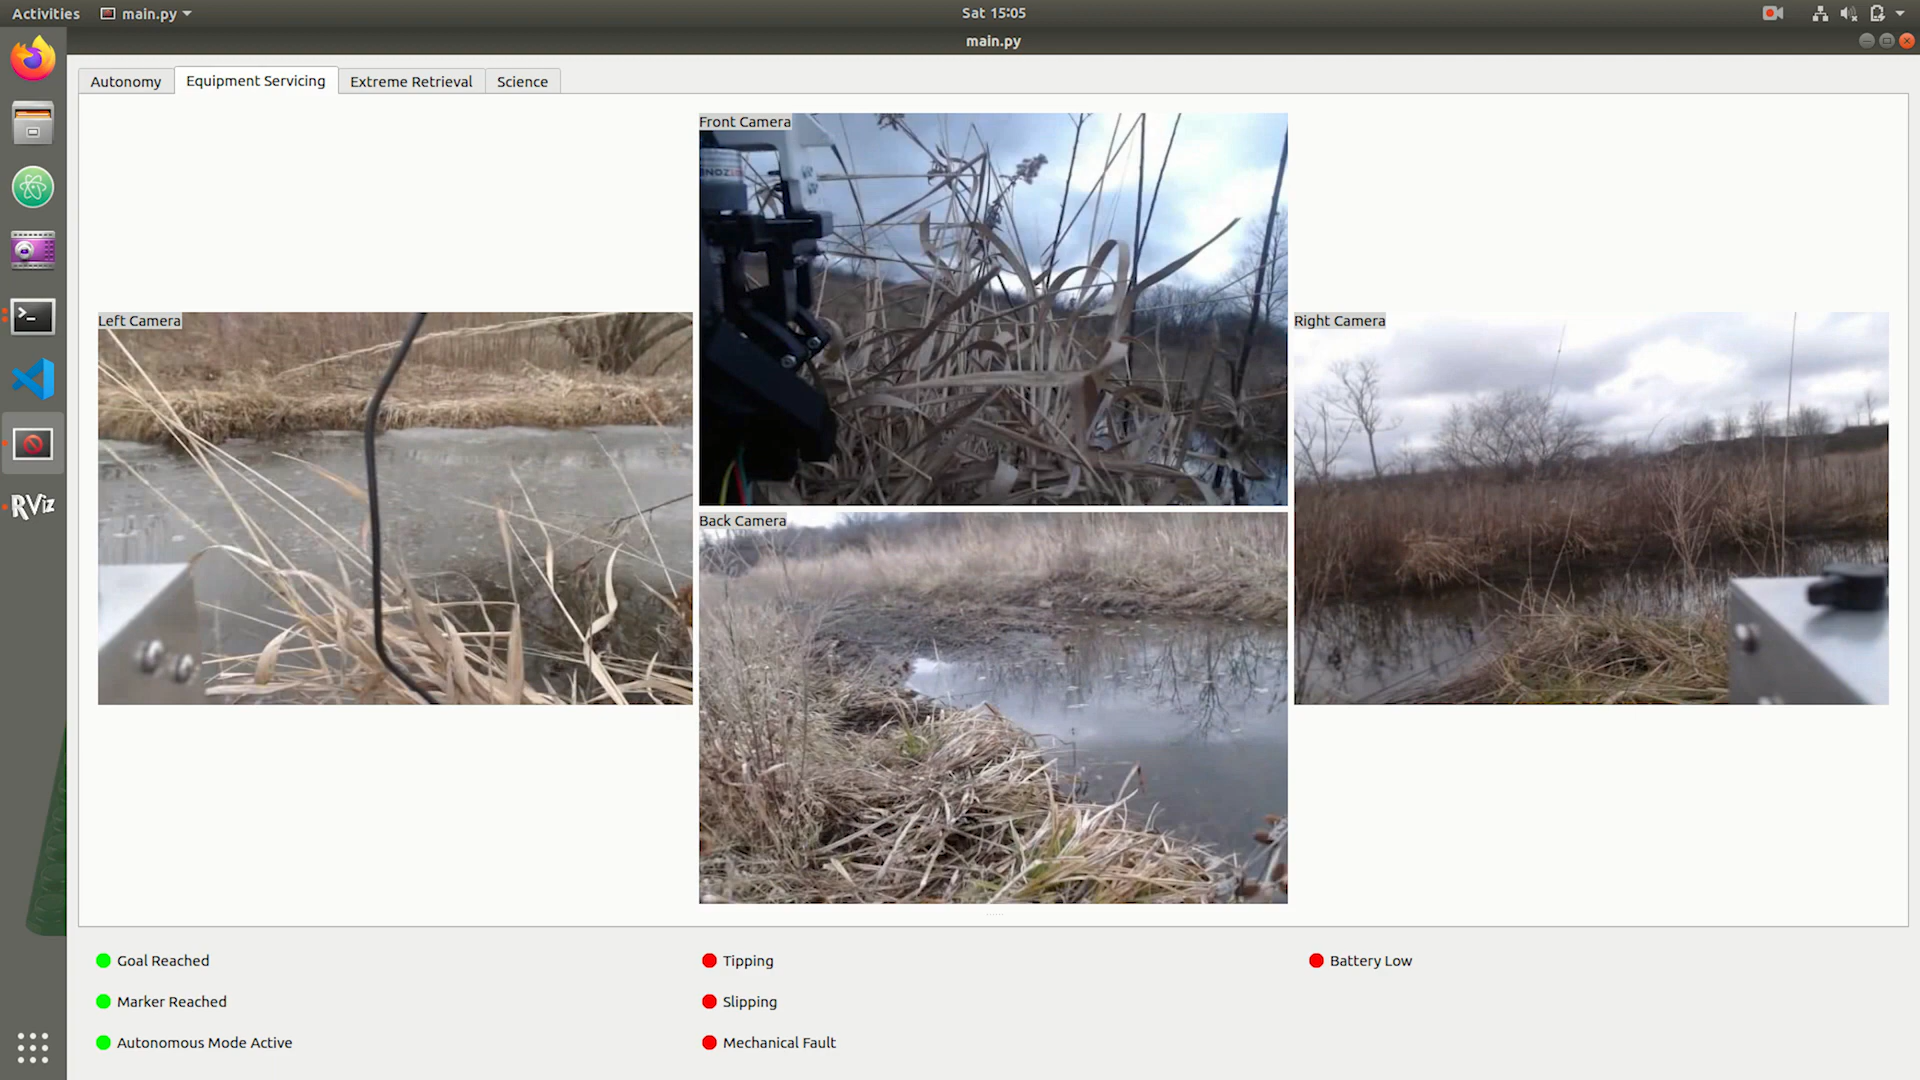 Activities
main.py
Sat 15:05
main.py
Autonomy
Equipment Servicing
Extreme Retrieval
Science
Front Camera
Left Camera
Right Camera
Back Camera
RViz
Goal Reached
Tipping
Battery Low
Marker Reached
Slipping
Autonomous Mode Active
Mechanical Fault